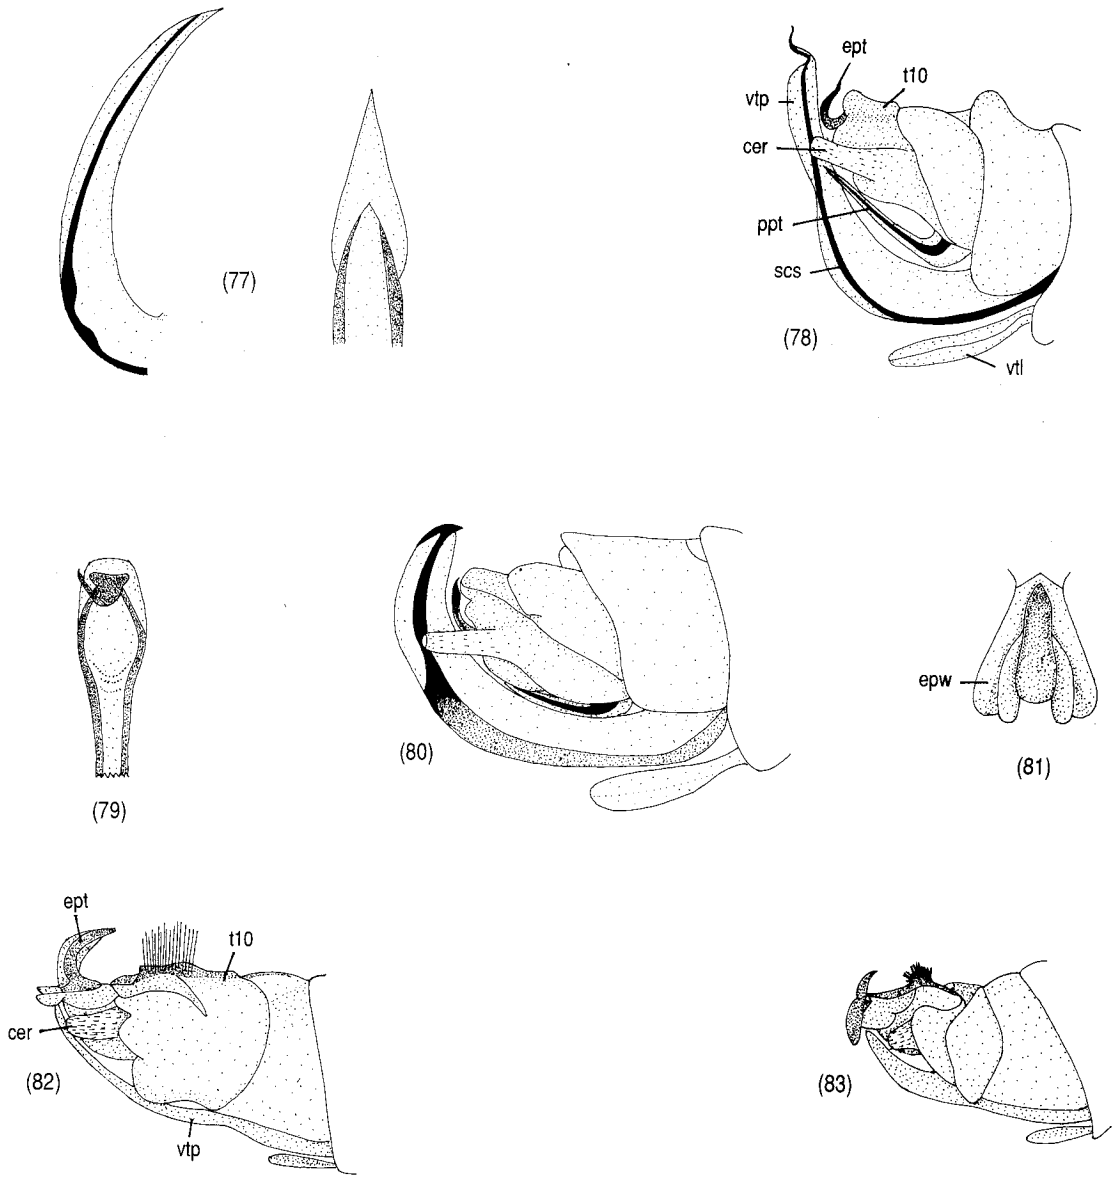 (77)
ept
t10
vtp
cer
ppt
scs
(78)
vtl
(79)
(80)
epw
(81)
ept
t10
cer
(82)
vtp
(83)